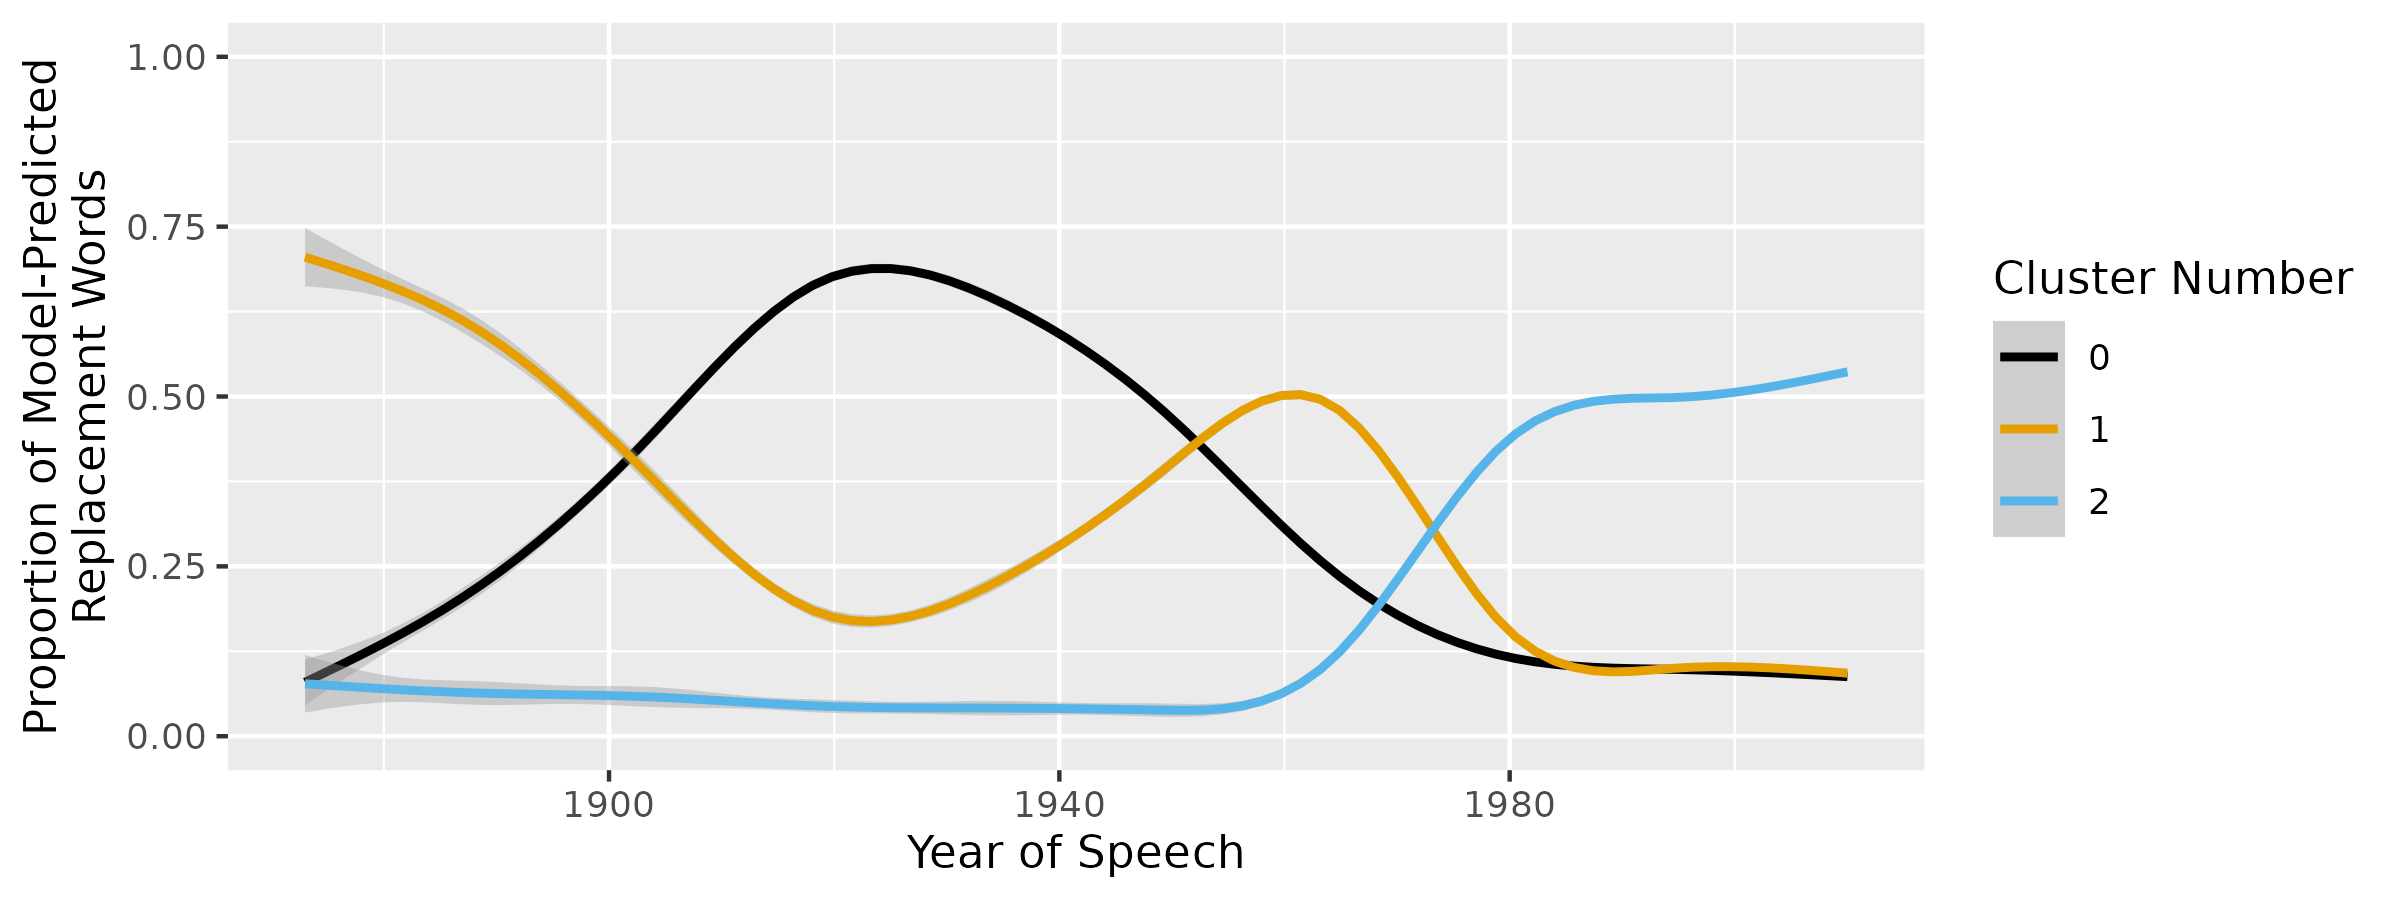 Proportion of Model-Predicted
Replacement Words
1.00
0.75
0.50
0.25
0.00
1900
1940
1980
Year of Speech
Cluster Number
0
1
2